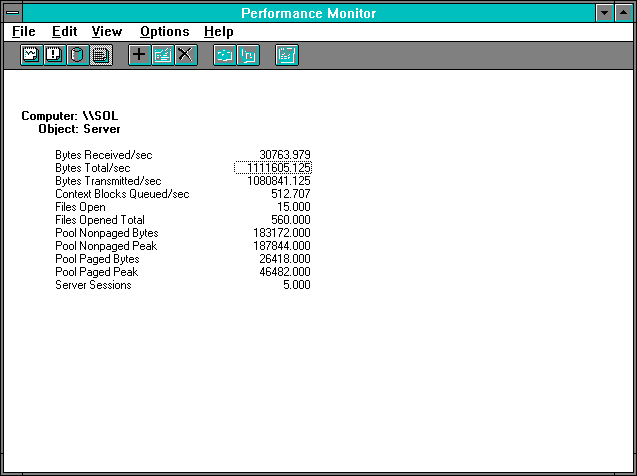 Performance Monitor
File Edit View Options Help
Computer: \\SOL
Object: Server
Bytes Received/sec 30763.979
Bytes Total/sec 1111605.125
Bytes Transmitted/sec 1080841.125
Context Blocks Queued/sec 512.707
Files Open 15.000
Files Opened Total 560.000
Pool Nonpaged Bytes 183172.000
Pool Nonpaged Peak 187844.000
Pool Paged Bytes 26418.000
Pool Paged Peak 46482.000
Server Sessions 5.000